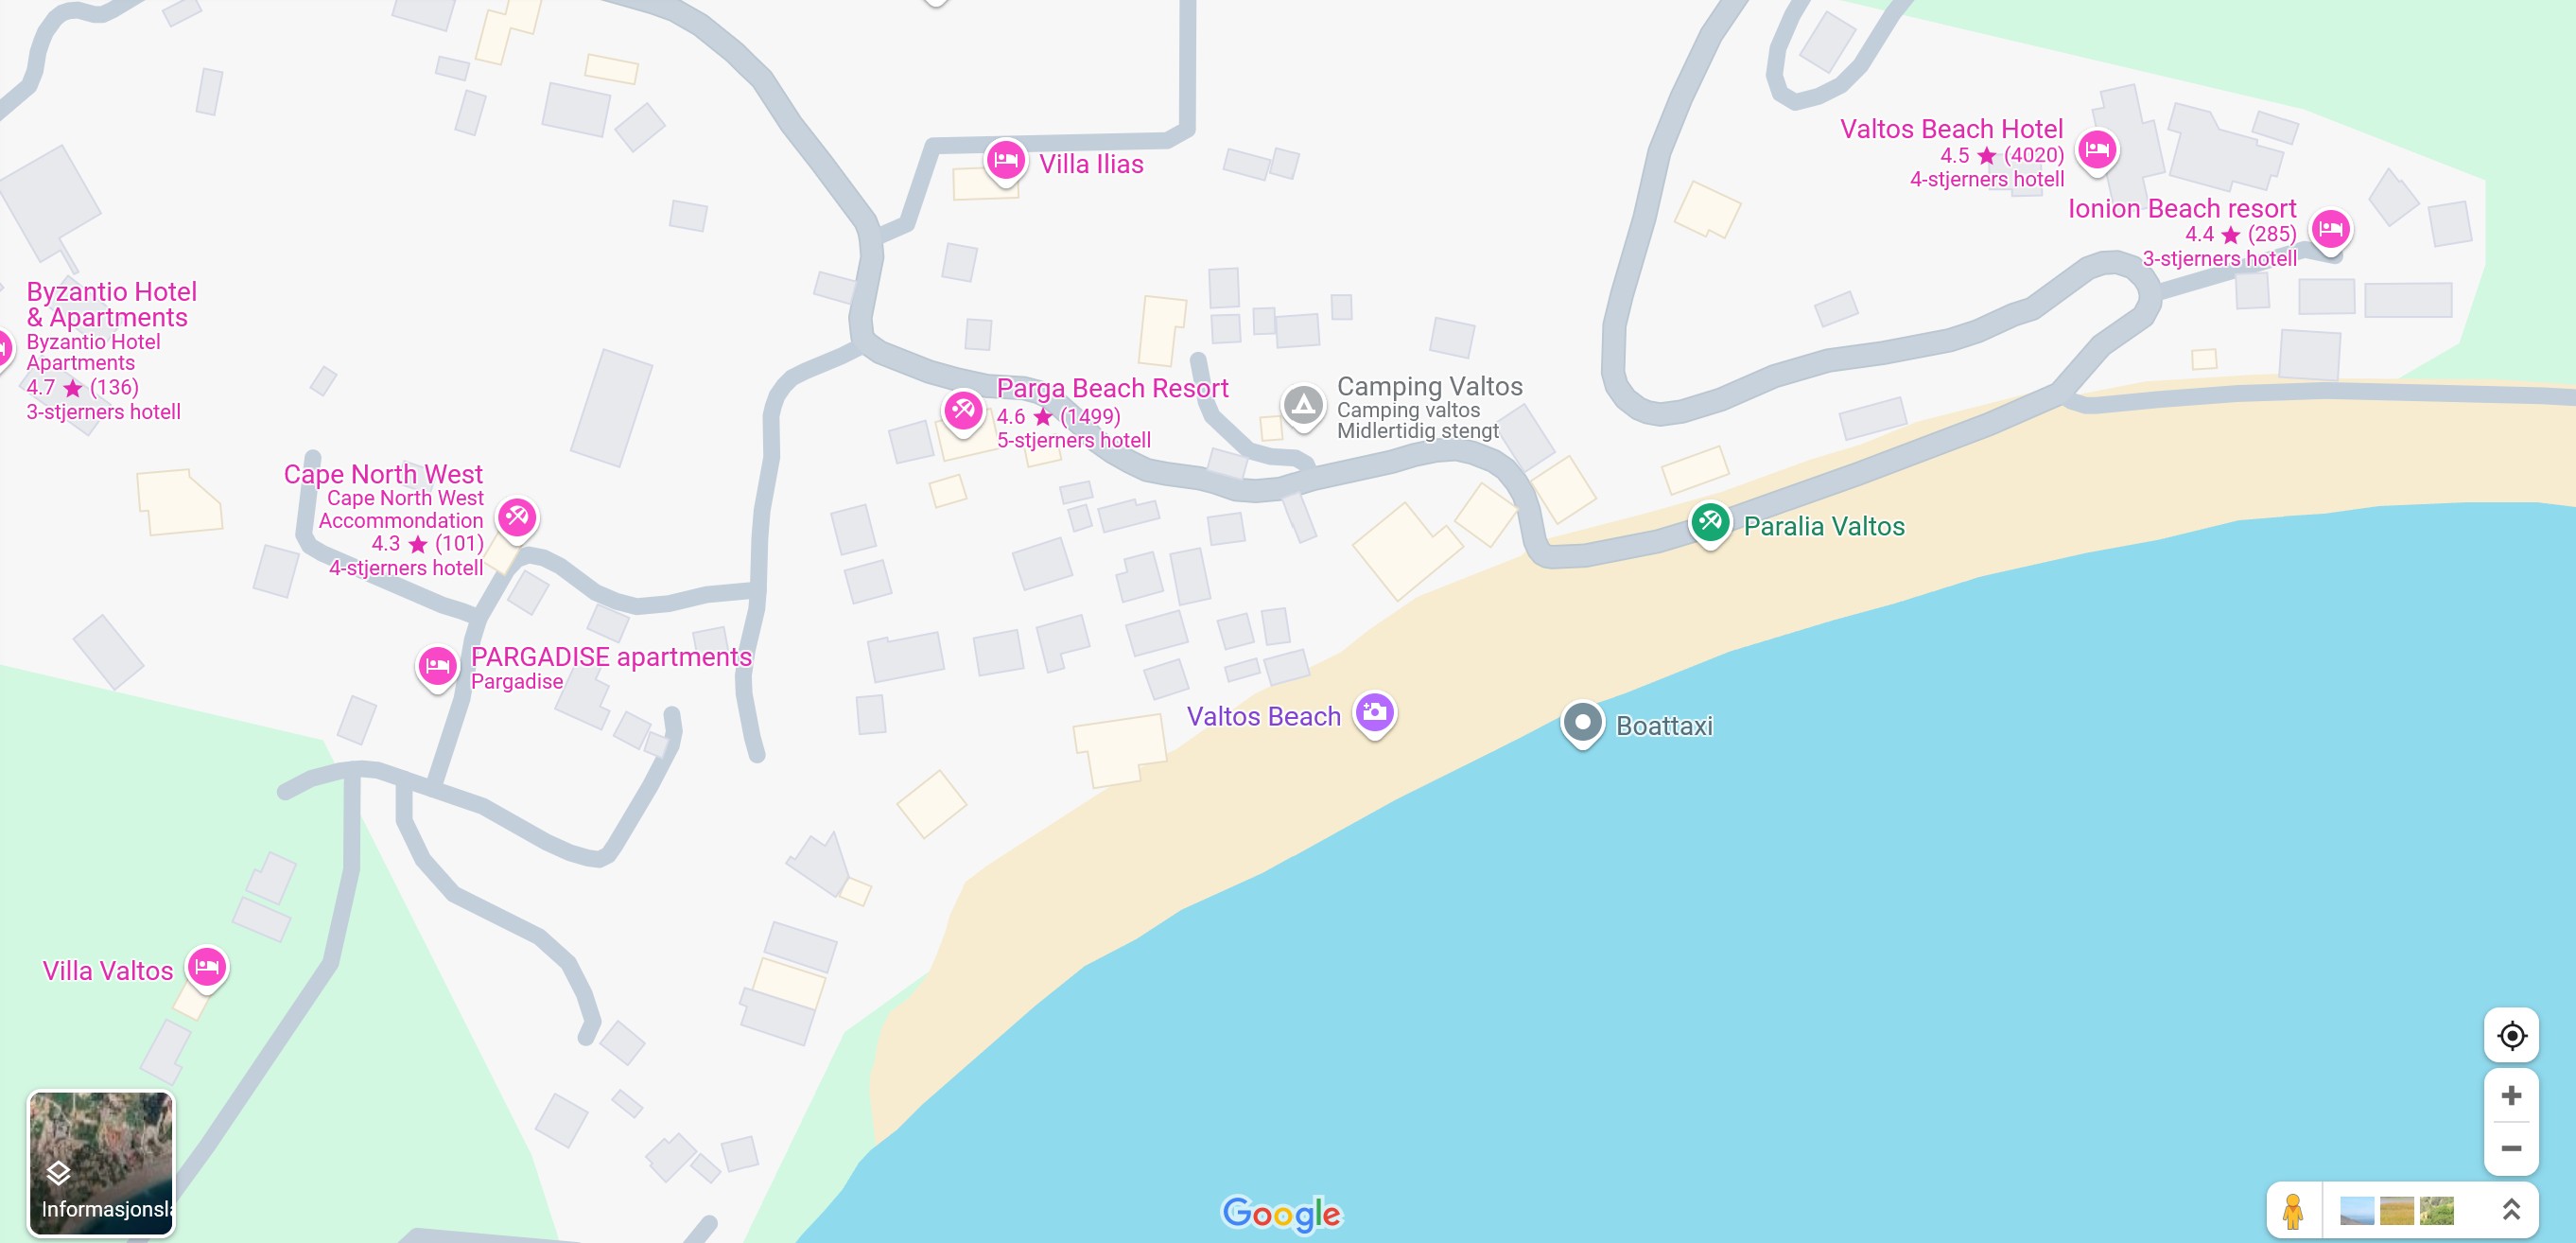 Villa Ilias
Valtos Beach Hotel
4.5 ★ (4020)
4-stjerners hotell
Ionion Beach resort
4.4 ★ (285)
3-stjerners hotell
Byzantio Hotel
& Apartments
Byzantio Hotel
Apartments
4.7 ★ (136)
3-stjerners hotell
Parga Beach Resort
4.6 ★ (1499)
5-stjerners hotell
Camping Valtos
Camping valtos
Midlertidig stengt
Cape North West
Cape North West
Accommondation
4.3 ★ (101)
4-stjerners hotell
Paralia Valtos
PARGADISE apartments
Pargadise
Valtos Beach
Boattaxi
Villa Valtos
Informasjonsla
Google